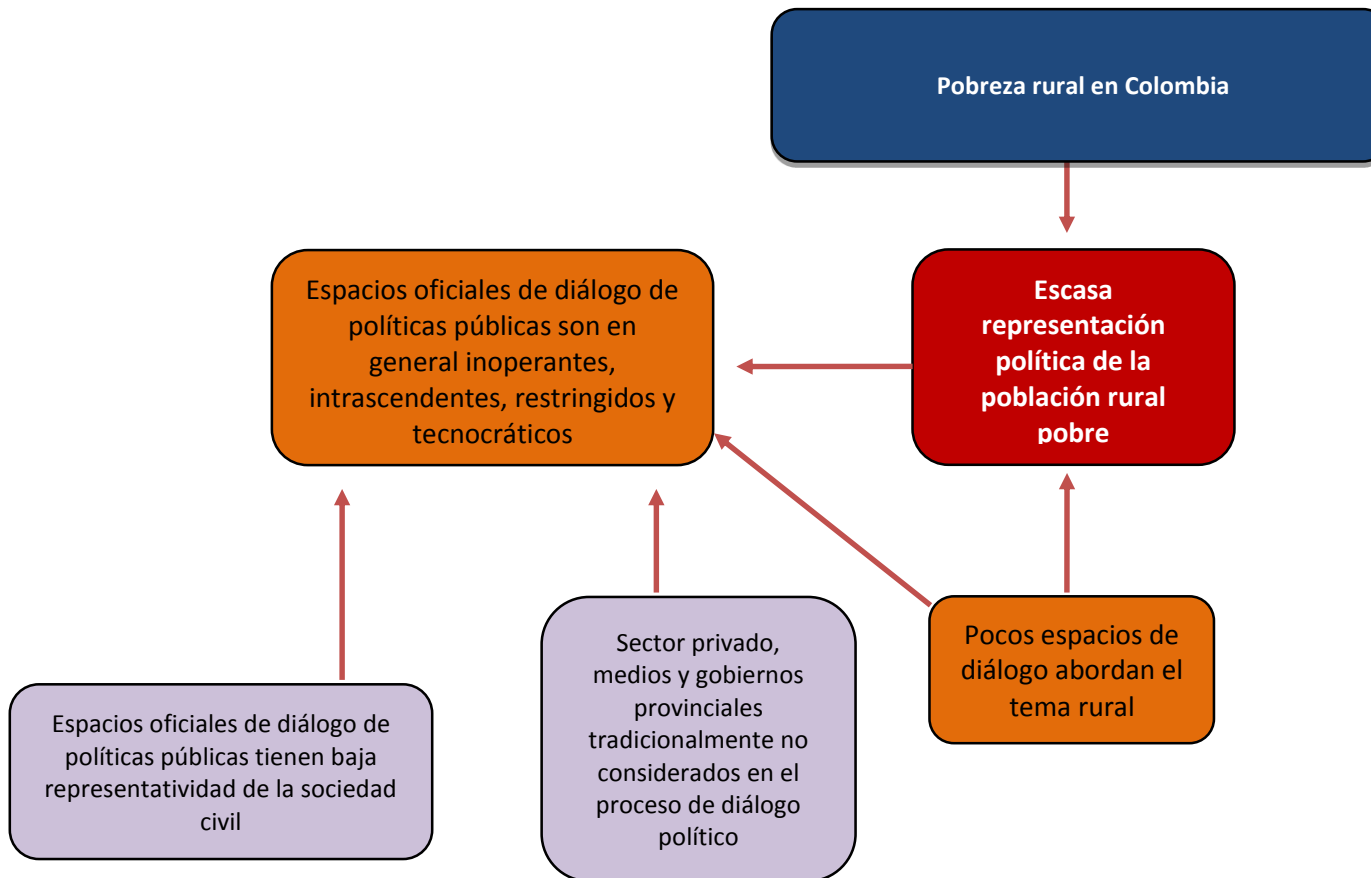 Pobreza rural en Colombia
Espacios oficiales de diálogo de
políticas públicas son en
general inoperantes,
intrascendentes, restringidos y
tecnocráticos
Escasa
representación
política de la
población rural
pobre
Sector privado,
medios y gobiernos
provinciales
tradicionalmente no
considerados en el
proceso de diálogo
político
Pocos espacios de
diálogo abordan el
tema rural
Espacios oficiales de diálogo de
políticas públicas tienen baja
representatividad de la sociedad
civil